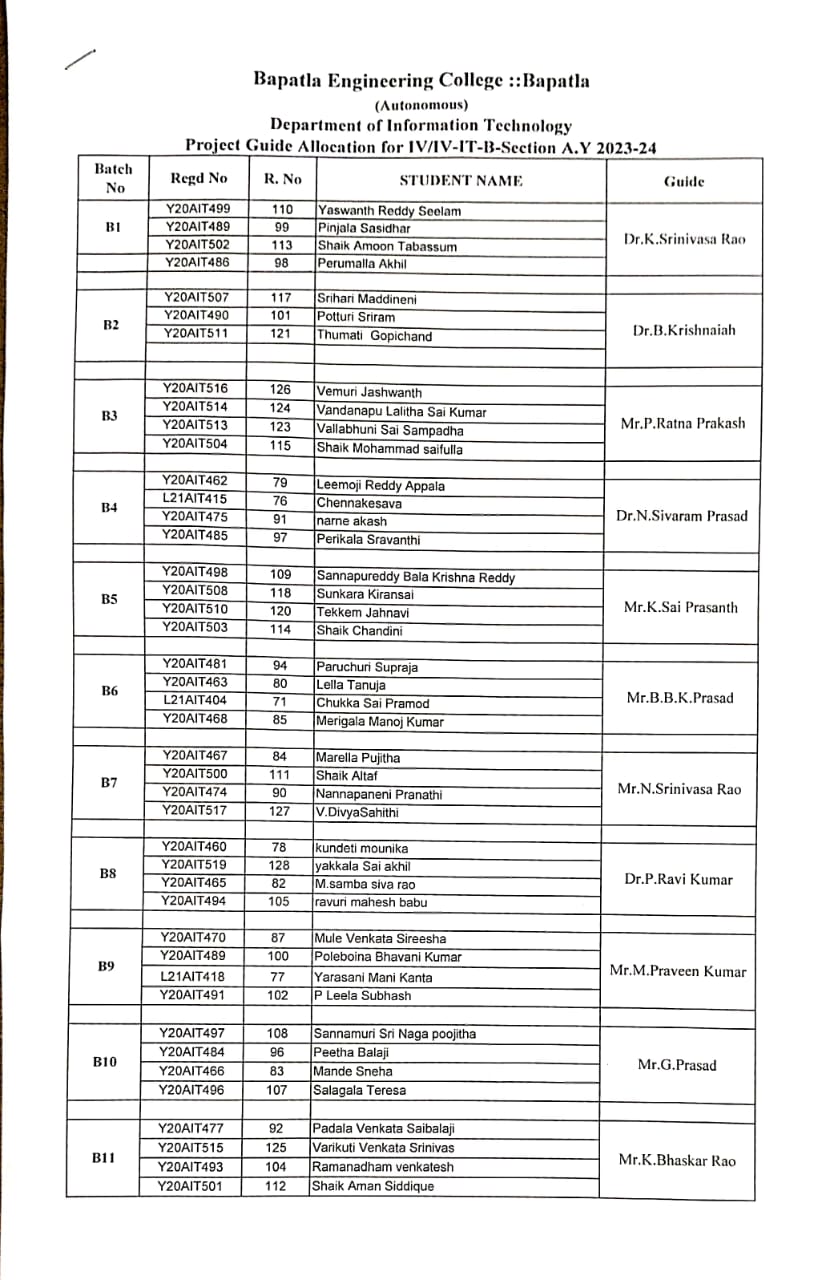 Bapatla Engineering College ::Bapatla
(Autonomous)
Department of Information Technology
Project Guide Allocation for IV/IV-IT-B-Section A.Y 2023-24
Batch No Regd No R. No STUDENT NAME Guide
B1 Dr.K.Srinivasa Rao
Y20AIT499 110 Yaswanth Reddy Seelam
Y20AIT489 99 Pinjala Sasidhar
Y20AIT502 113 Shaik Amoon Tabassum
Y20AIT486 98 Perumalla Akhil
B2 Dr.B.Krishnaiah
Y20AIT507 117 Srihari Maddineni
Y20AIT490 101 Potturi Sriram
Y20AIT511 121 Thumati Gopichand
B3 Mr.P.Ratna Prakash
Y20AIT516 126 Vemuri Jashwanth
Y20AIT514 124 Vandanapu Lalitha Sai Kumar
Y20AIT513 123 Vallabhuni Sai Sampadha
Y20AIT504 115 Shaik Mohammad saifulla
B4 Dr.N.Sivaram Prasad
Y20AIT462 79 Leemoji Reddy Appala
L21AIT415 76 Chennakesava
Y20AIT475 91 narne akash
Y20AIT485 97 Perikala Sravanthi
B5 Mr.K.Sai Prasanth
Y20AIT498 109 Sannapureddy Bala Krishna Reddy
Y20AIT508 118 Sunkara Kiransai
Y20AIT510 120 Tekkem Jahnavi
Y20AIT503 114 Shaik Chandini
B6 Mr.B.B.K.Prasad
Y20AIT481 94 Paruchuri Supraja
Y20AIT463 80 Lella Tanuja
L21AIT404 71 Chukka Sai Pramod
Y20AIT468 85 Merigala Manoj Kumar
B7 Mr.N.Srinivasa Rao
Y20AIT467 84 Marella Pujitha
Y20AIT500 111 Shaik Altaf
Y20AIT474 90 Nannapaneni Pranathi
Y20AIT517 127 V.DivyaSahithi
B8 Dr.P.Ravi Kumar
Y20AIT460 78 kundeti mounika
Y20AIT519 128 yakkala Sai akhil
Y20AIT465 82 M.samba siva rao
Y20AIT494 105 ravuri mahesh babu
B9 Mr.M.Praveen Kumar
Y20AIT470 87 Mule Venkata Sireesha
Y20AIT489 100 Poleboina Bhavani Kumar
L21AIT418 77 Yarasani Mani Kanta
Y20AIT491 102 P Leela Subhash
B10 Mr.G.Prasad
Y20AIT497 108 Sannamuri Sri Naga poojitha
Y20AIT484 96 Peetha Balaji
Y20AIT466 83 Mande Sneha
Y20AIT496 107 Salagala Teresa
B11 Mr.K.Bhaskar Rao
Y20AIT477 92 Padala Venkata Saibalaji
Y20AIT515 125 Varikuti Venkata Srinivas
Y20AIT493 104 Ramanadham venkatesh
Y20AIT501 112 Shaik Aman Siddique